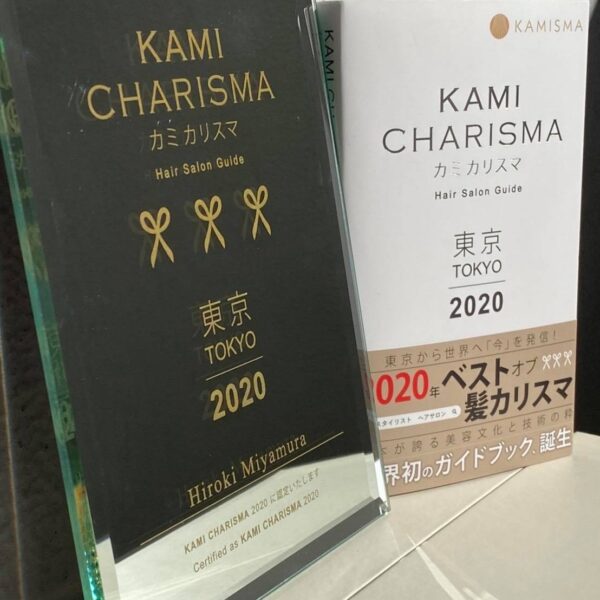 KAMI
CHARISMA
カミカリスマ
Hair Salon Guide
東京
TOKYO
2020
Hiroki Miyamura
KAMI CHARISMA 2020 に認定いたします
Certified as KAMI CHARISMA 2020
KAMISMA
KAMI
CHARISMA
カミカリスマ
Hair Salon Guide
東京
TOKYO
2020
東京から世界へ「今」を発信！
2020年 ベストオブ
髪カリスマ
スタイリスト ヘアサロン
が誇る美容文化と技術の粋
界初のガイドブック、誕生